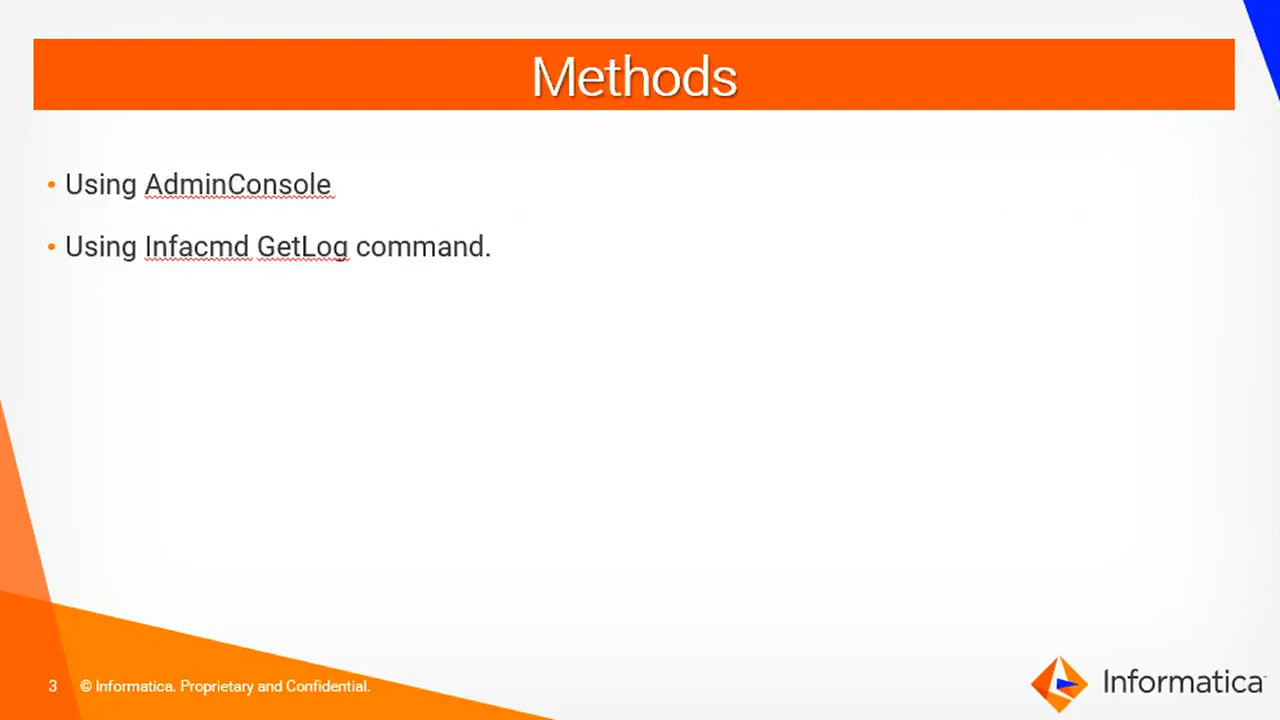 Methods
• Using AdminConsole
• Using Infacmd GetLog command.
3 © Informatica. Proprietary and Confidential.
Informatica